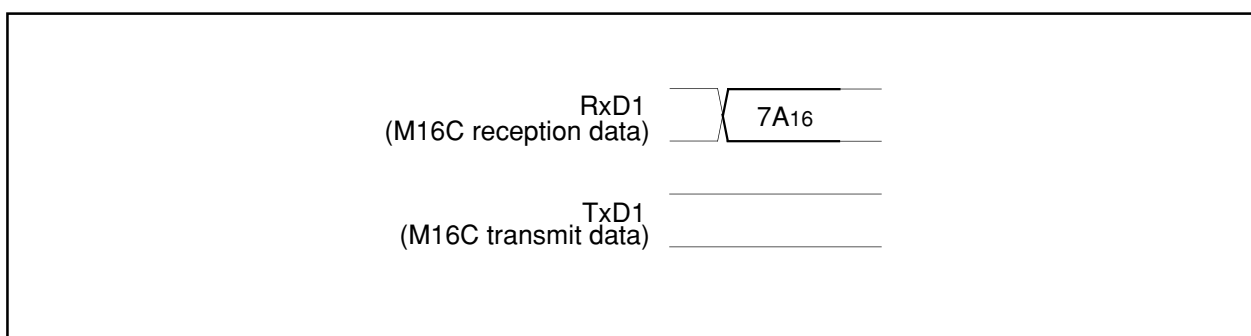 RxD1
(M16C reception data)
7A16
TxD1
(M16C transmit data)